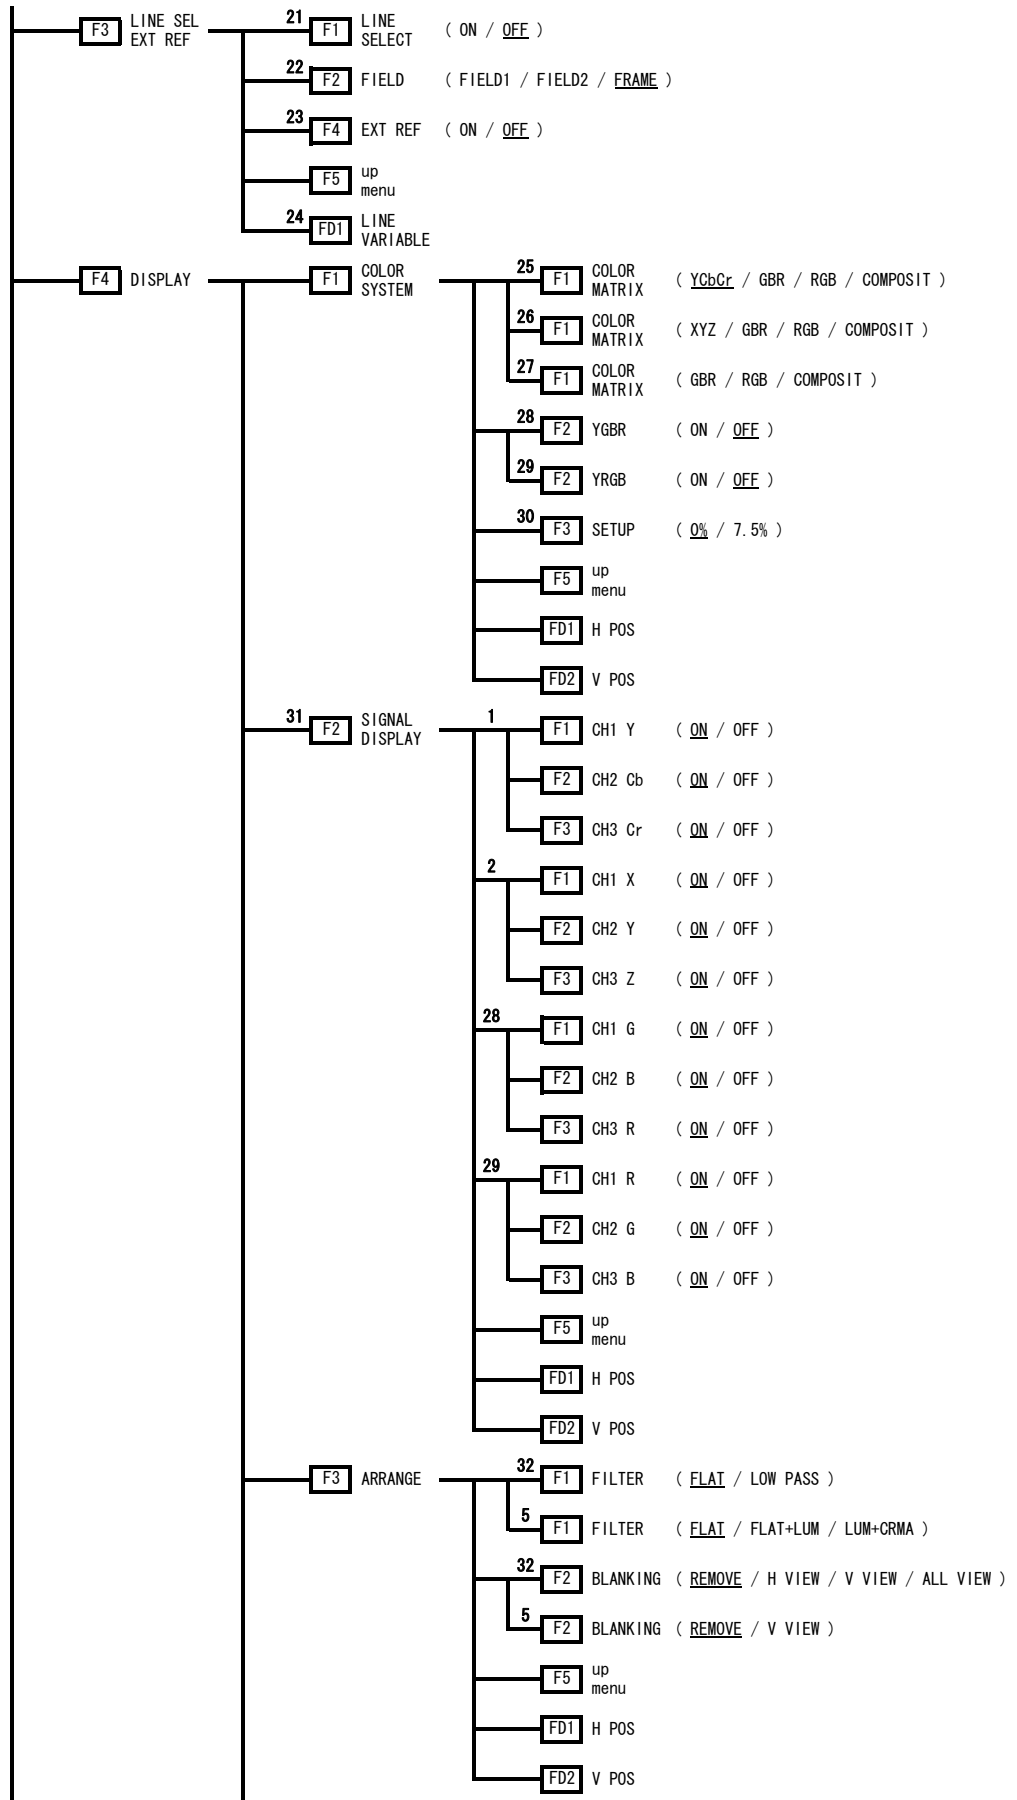 F3 LINE SEL EXT REF
21 F1 LINE SELECT ( ON / OFF )
22 F2 FIELD ( FIELD1 / FIELD2 / FRAME )
23 F4 EXT REF ( ON / OFF )
F5 up menu
24 FD1 LINE VARIABLE
F4 DISPLAY
F1 COLOR SYSTEM
25 F1 COLOR MATRIX ( YCbCr / GBR / RGB / COMPOSIT )
26 F1 COLOR MATRIX ( XYZ / GBR / RGB / COMPOSIT )
27 F1 COLOR MATRIX ( GBR / RGB / COMPOSIT )
28 F2 YGBR ( ON / OFF )
29 F2 YRGB ( ON / OFF )
30 F3 SETUP ( 0% / 7.5% )
F5 up menu
FD1 H POS
FD2 V POS
31 F2 SIGNAL DISPLAY
1 F1 CH1 Y ( ON / OFF )
F2 CH2 Cb ( ON / OFF )
F3 CH3 Cr ( ON / OFF )
2 F1 CH1 X ( ON / OFF )
F2 CH2 Y ( ON / OFF )
F3 CH3 Z ( ON / OFF )
28 F1 CH1 G ( ON / OFF )
F2 CH2 B ( ON / OFF )
F3 CH3 R ( ON / OFF )
29 F1 CH1 R ( ON / OFF )
F2 CH2 G ( ON / OFF )
F3 CH3 B ( ON / OFF )
F5 up menu
FD1 H POS
FD2 V POS
F3 ARRANGE
32 F1 FILTER ( FLAT / LOW PASS )
5 F1 FILTER ( FLAT / FLAT+LUM / LUM+CRMA )
32 F2 BLANKING ( REMOVE / H VIEW / V VIEW / ALL VIEW )
5 F2 BLANKING ( REMOVE / V VIEW )
F5 up menu
FD1 H POS
FD2 V POS